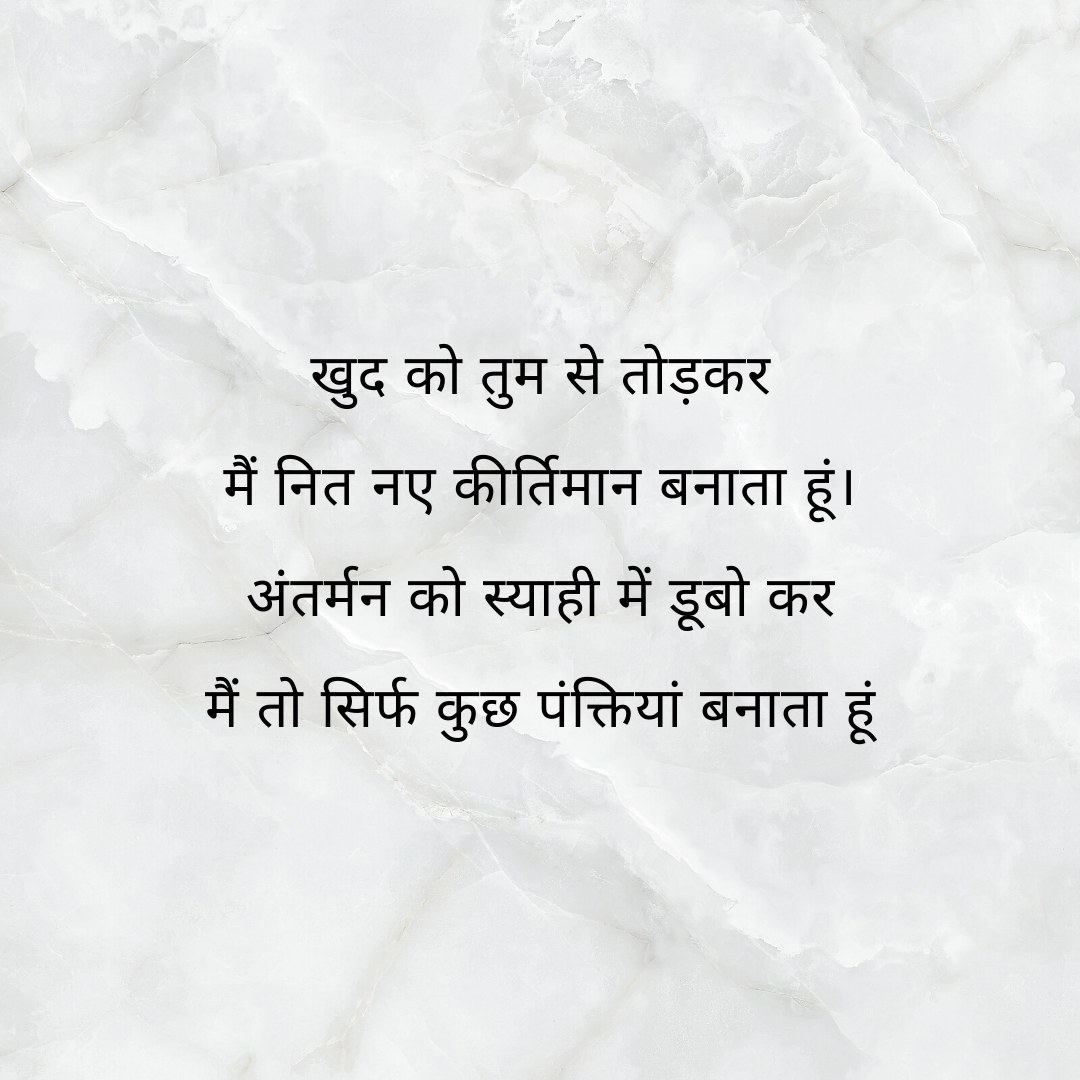 खुद को तुम से तोड़कर
मैं नित नए कीर्तिमान बनाता हूं।
अंतर्मन को स्याही में डूबो कर
मैं तो सिर्फ कुछ पंक्तियां बनाता हूं